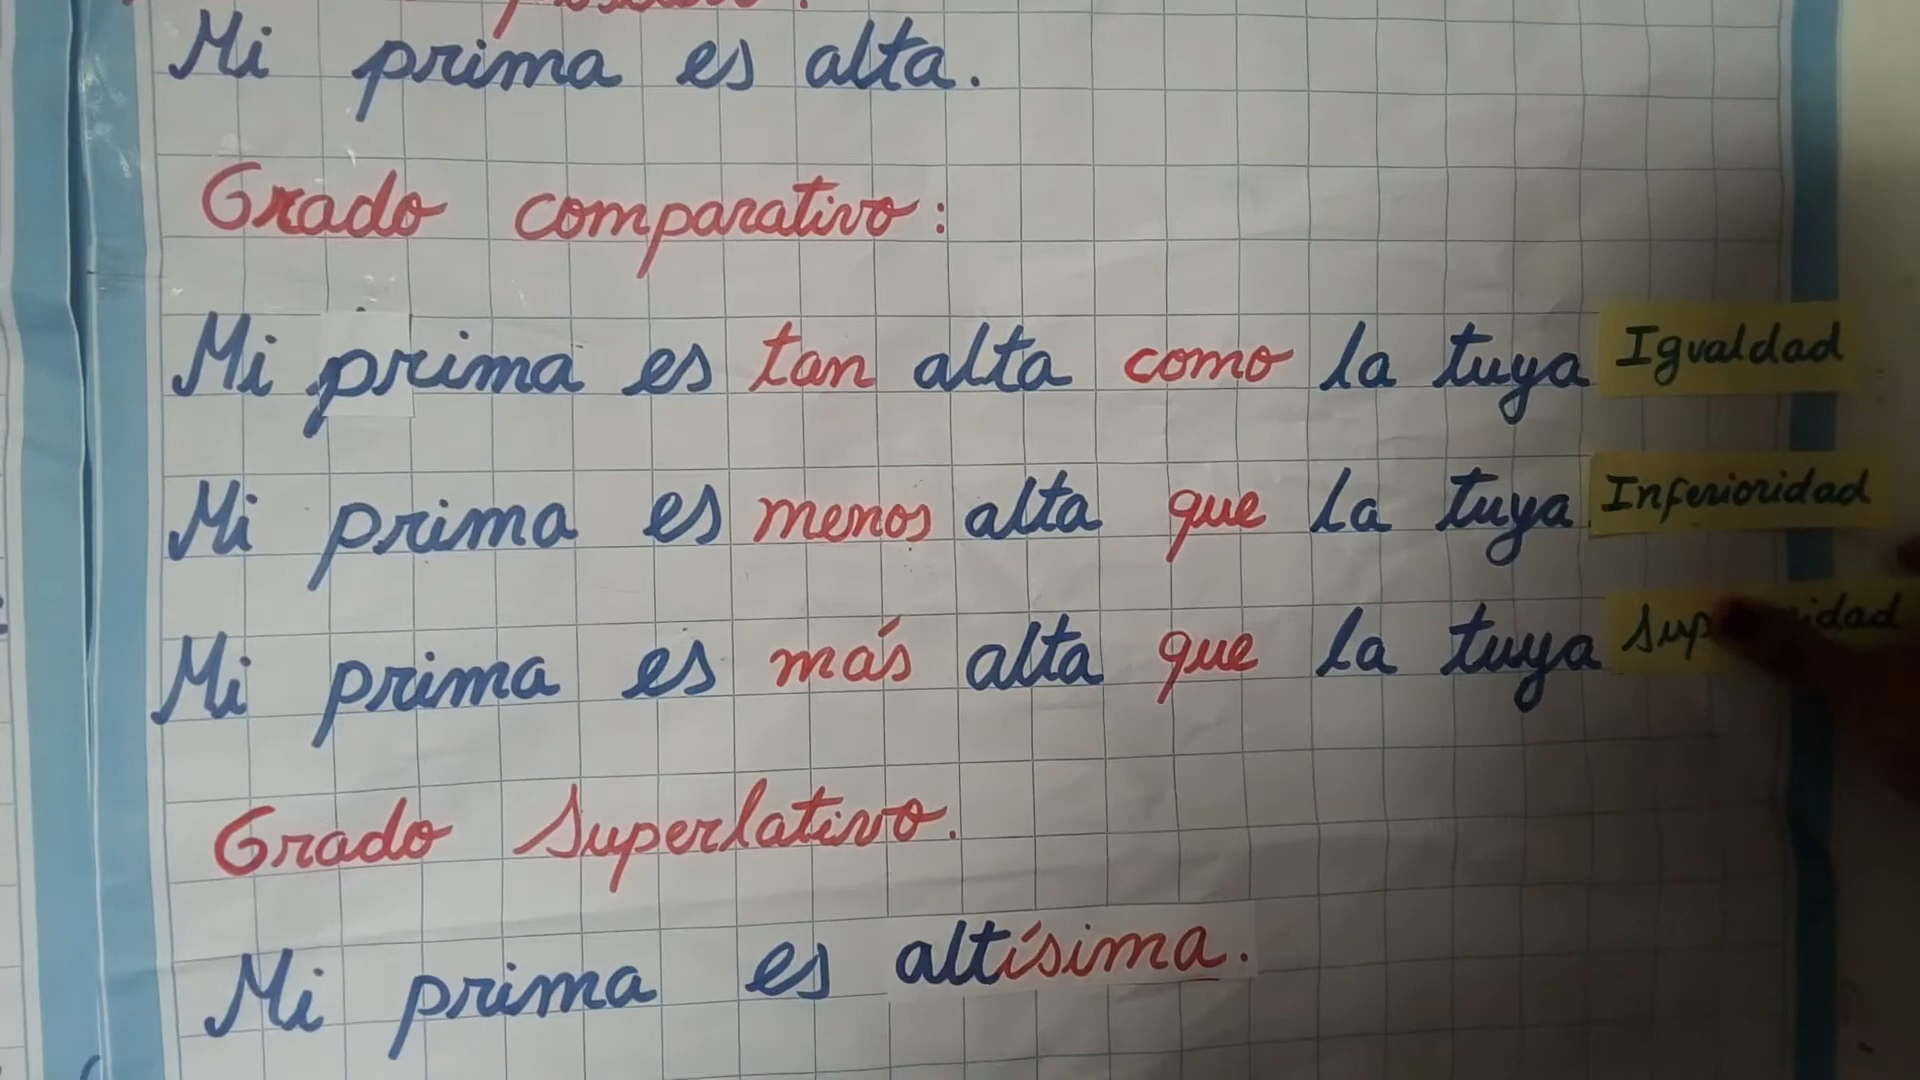 Mi prima es alta.
Grado comparativo:
Mi prima es tan alta como la tuya Igualdad
Mi prima es menos alta que la tuya. Inferioridad
Mi prima es más alta que la tuya
Grado Superlativo.
Mi prima es altísima.